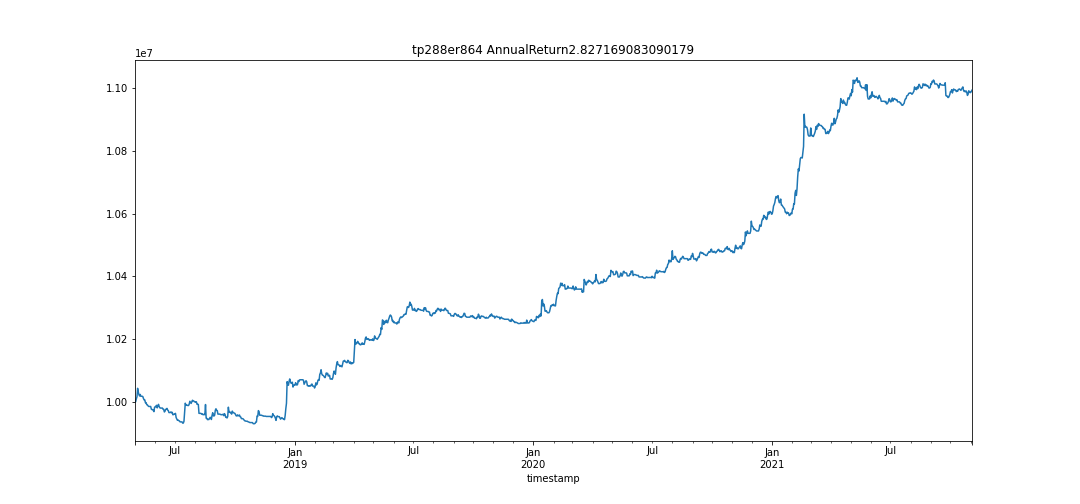 tp288er864 AnnualReturn2.827169083090179
1e7
1.10
1.08
1.06
1.04
1.02
1.00
Jul Jan Jul Jan Jul Jan Jul
2019 2020 2021
timestamp